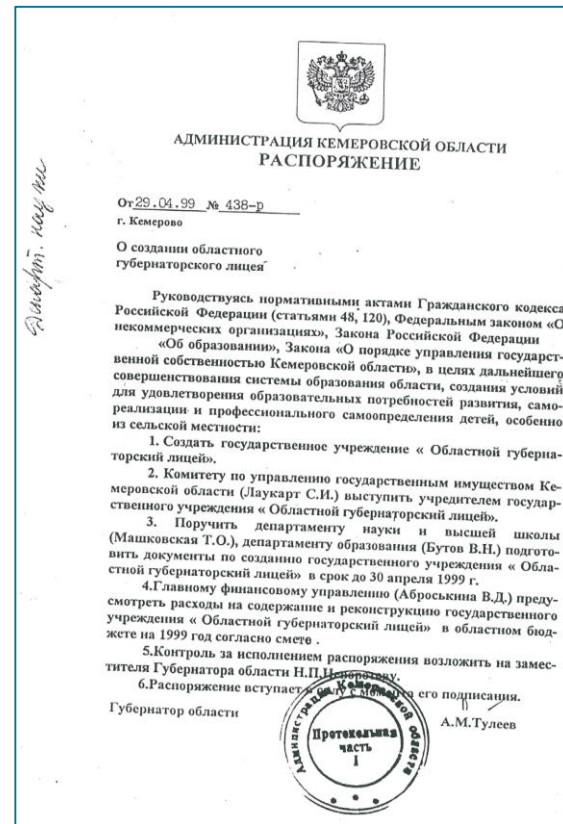 АДМИНИСТРАЦИЯ КЕМЕРОВСКОЙ ОБЛАСТИ
РАСПОРЯЖЕНИЕ
От 29.04.99 № 438-р
г. Кемерово
О создании областного
губернаторского лицея
Департ. науки
Руководствуясь нормативными актами Гражданского кодекса
Российской Федерации (статьями 48, 120), Федеральным законом «О
некоммерческих организациях», Закона Российской Федерации
«Об образовании», Закона «О порядке управления государст-
венной собственностью Кемеровской области», в целях дальнейшего
совершенствования системы образования области, создания условий
для удовлетворения образовательных потребностей развития, само-
реализации и профессионального самоопределения детей, особенно
из сельской местности:
1. Создать государственное учреждение « Областной губерна-
торский лицей».
2. Комитету по управлению государственным имуществом Ке-
меровской области (Лаукарт С.И.) выступить учредителем государ-
ственного учреждения « Областной губернаторский лицей».
3. Поручить департаменту науки и высшей школы
(Машковская Т.О.), департаменту образования (Бутов В.Н.) подгото-
вить документы по созданию государственного учреждения « Обла-
стной губернаторский лицей» в срок до 30 апреля 1999 г.
4.Главному финансовому управлению (Аброськина В.Д.) преду-
смотреть расходы на содержание и реконструкцию государственного
учреждения « Областной губернаторский лицей» в областном бюд-
жете на 1999 год согласно смете .
5.Контроль за исполнением распоряжения возложить на замес-
тителя Губернатора области Н.П.
6.Распоряжение вступает в силу с момента его подписания.
Губернатор области
А.М.Тулеев
Администрация Кемеровской области
Протокольная
часть
1